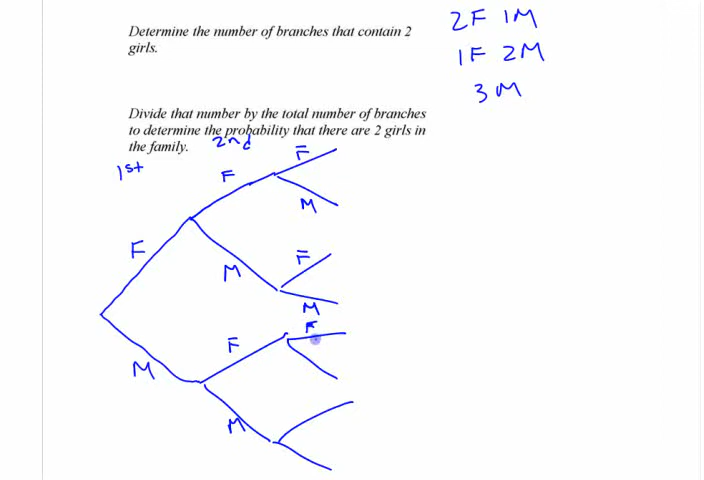 Determine the number of branches that contain 2
girls.
2F 1M
1F 2M
3M
Divide that number by the total number of branches
to determine the probability that there are 2 girls in
the family.
1st
2nd
F
F
M
F
M
F
M
F
M
F
F
M